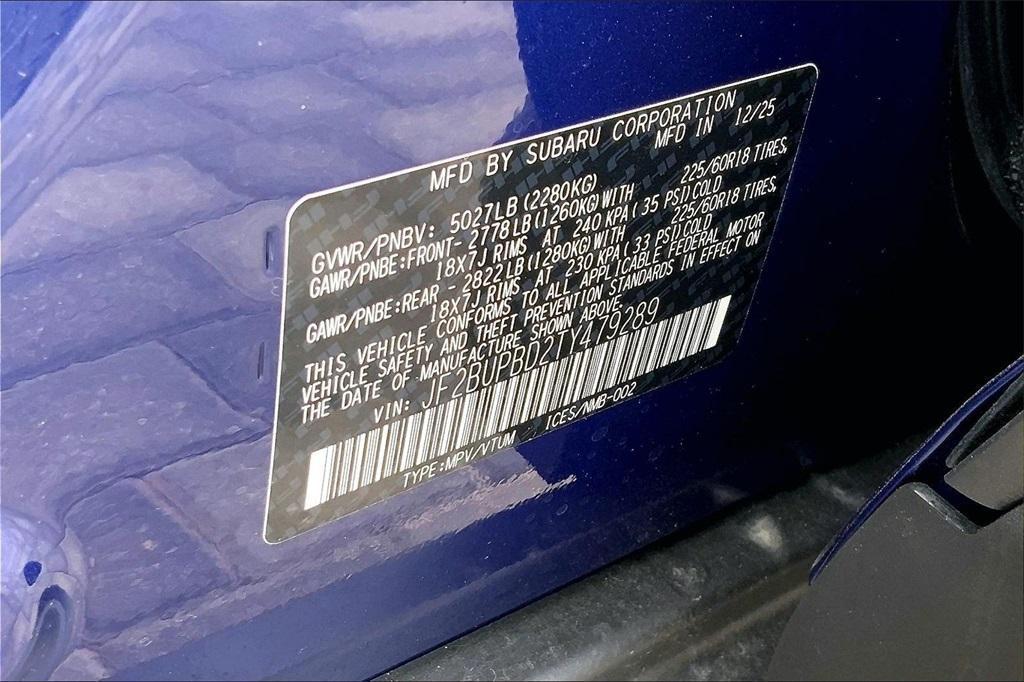 MFD BY SUBARU CORPORATION
MFD IN 12/25
GVWR/PNBV: 5027LB (2280KG)
GAWR/PNBE: FRONT- 2778LB (1260KG) WITH 225/60R18 TIRES,
18X7J RIMS AT 240 KPA ( 35 PSI) COLD
GAWR/PNBE: REAR - 2822LB (1280KG) WITH 225/60R18 TIRES,
18X7J RIMS AT 230 KPA ( 33 PSI) COLD
THIS VEHICLE CONFORMS TO ALL APPLICABLE FEDERAL MOTOR
VEHICLE SAFETY AND THEFT PREVENTION STANDARDS IN EFFECT ON
THE DATE OF MANUFACTURE SHOWN ABOVE.
VIN: JF2BUPBD2TY479289
TYPE:MPV/VTUM ICES/NMB-002